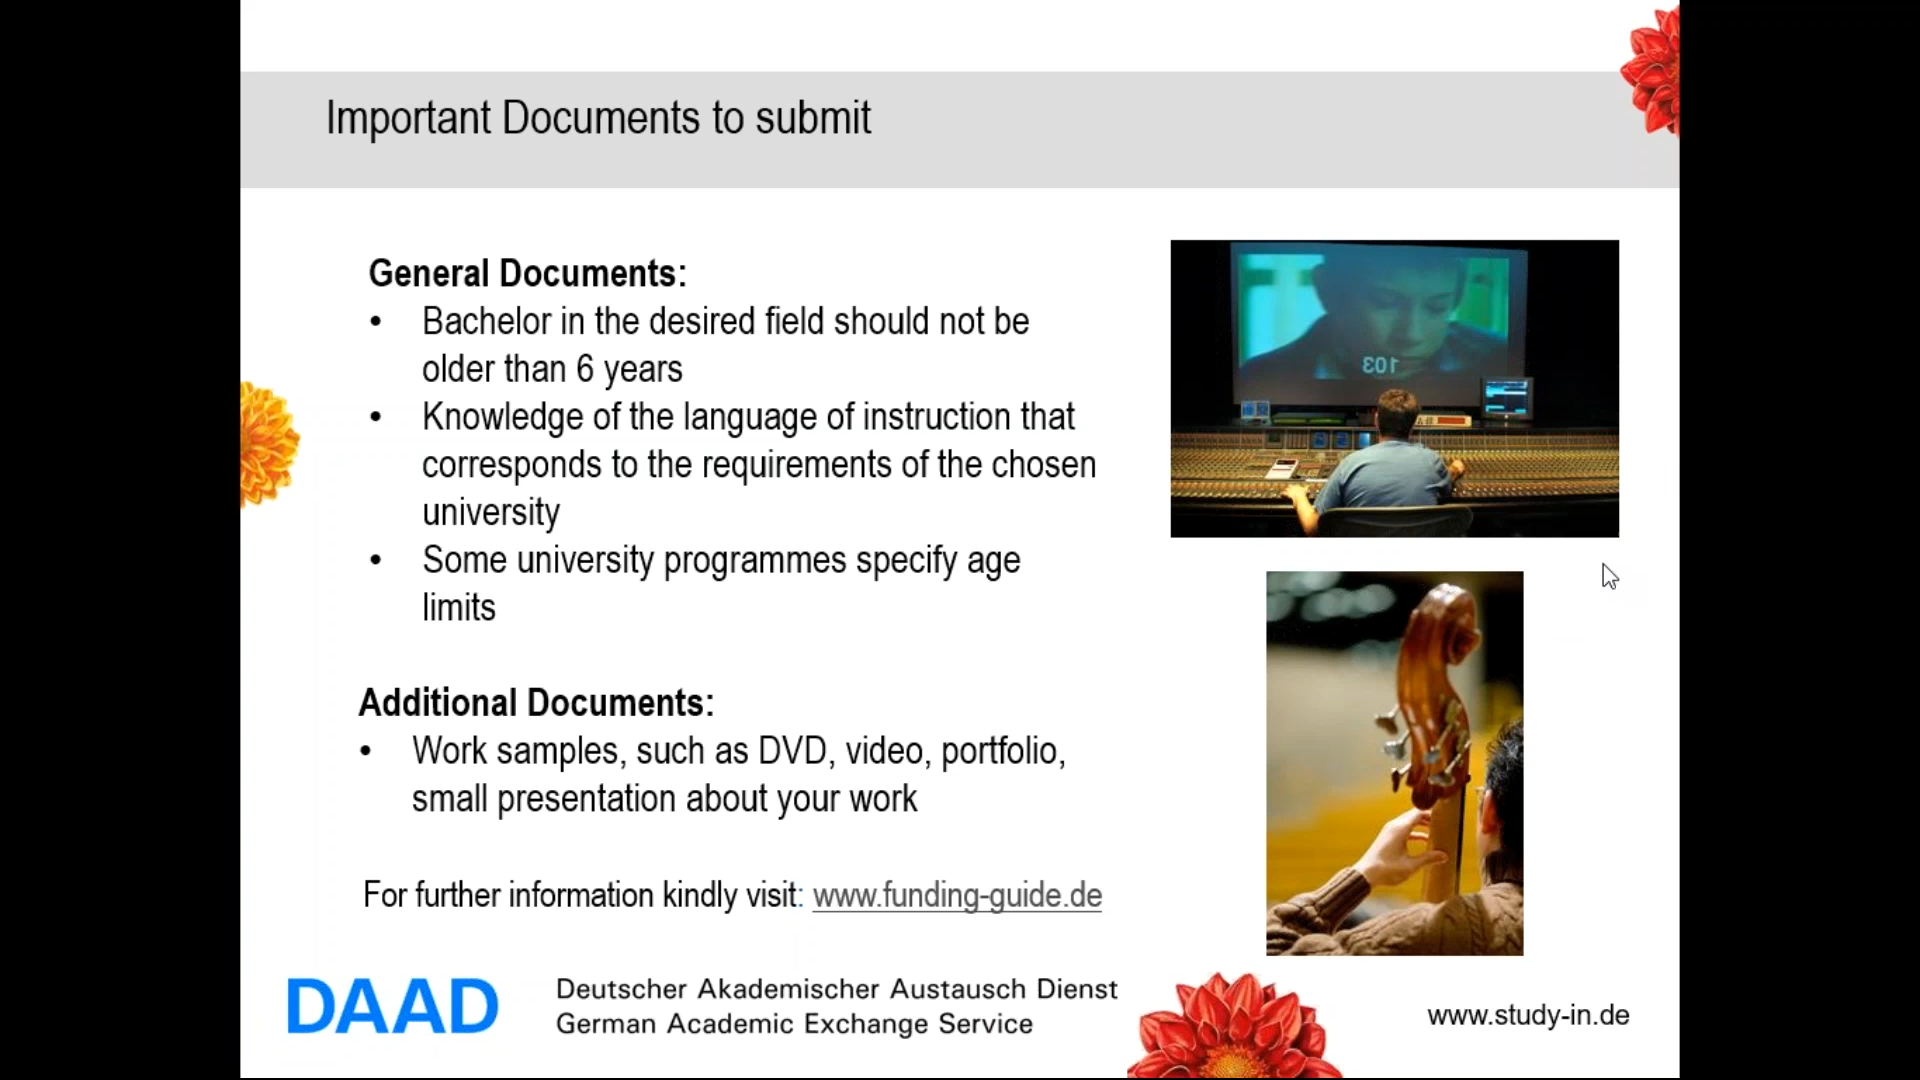 Important Documents to submit
General Documents:
• Bachelor in the desired field should not be
older than 6 years
• Knowledge of the language of instruction that
corresponds to the requirements of the chosen
university
• Some university programmes specify age
limits
Additional Documents:
• Work samples, such as DVD, video, portfolio,
small presentation about your work
For further information kindly visit: www.funding-guide.de
103
DAAD
Deutscher Akademischer Austausch Dienst
German Academic Exchange Service
www.study-in.de